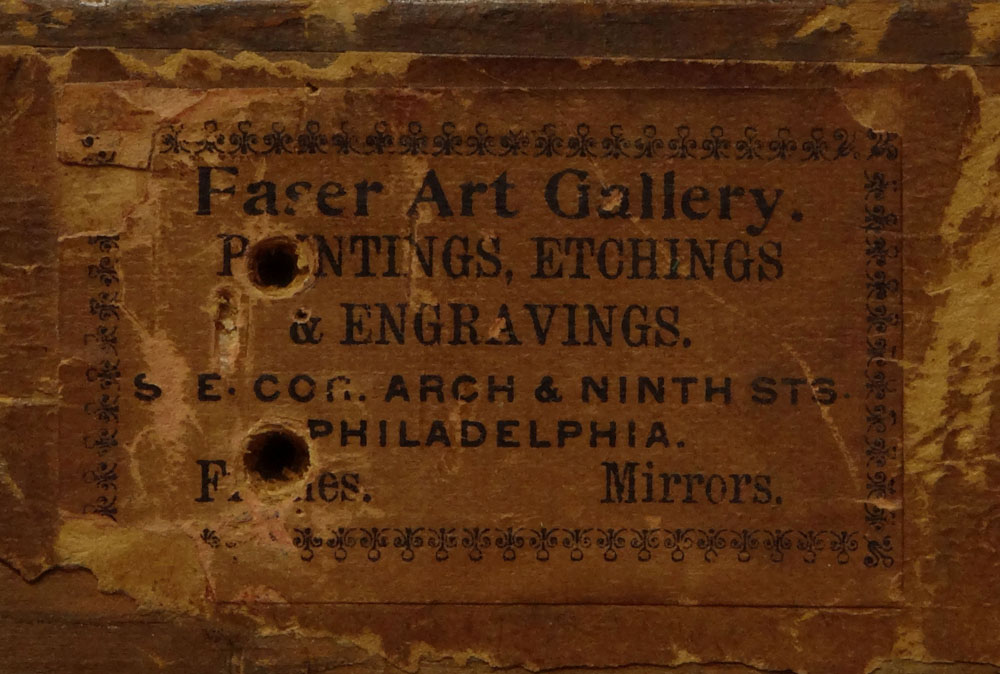 Faser Art Gallery.
PAINTINGS, ETCHINGS
& ENGRAVINGS.
S. E. COR. ARCH & NINTH STS.
PHILADELPHIA.
Frames. Mirrors.